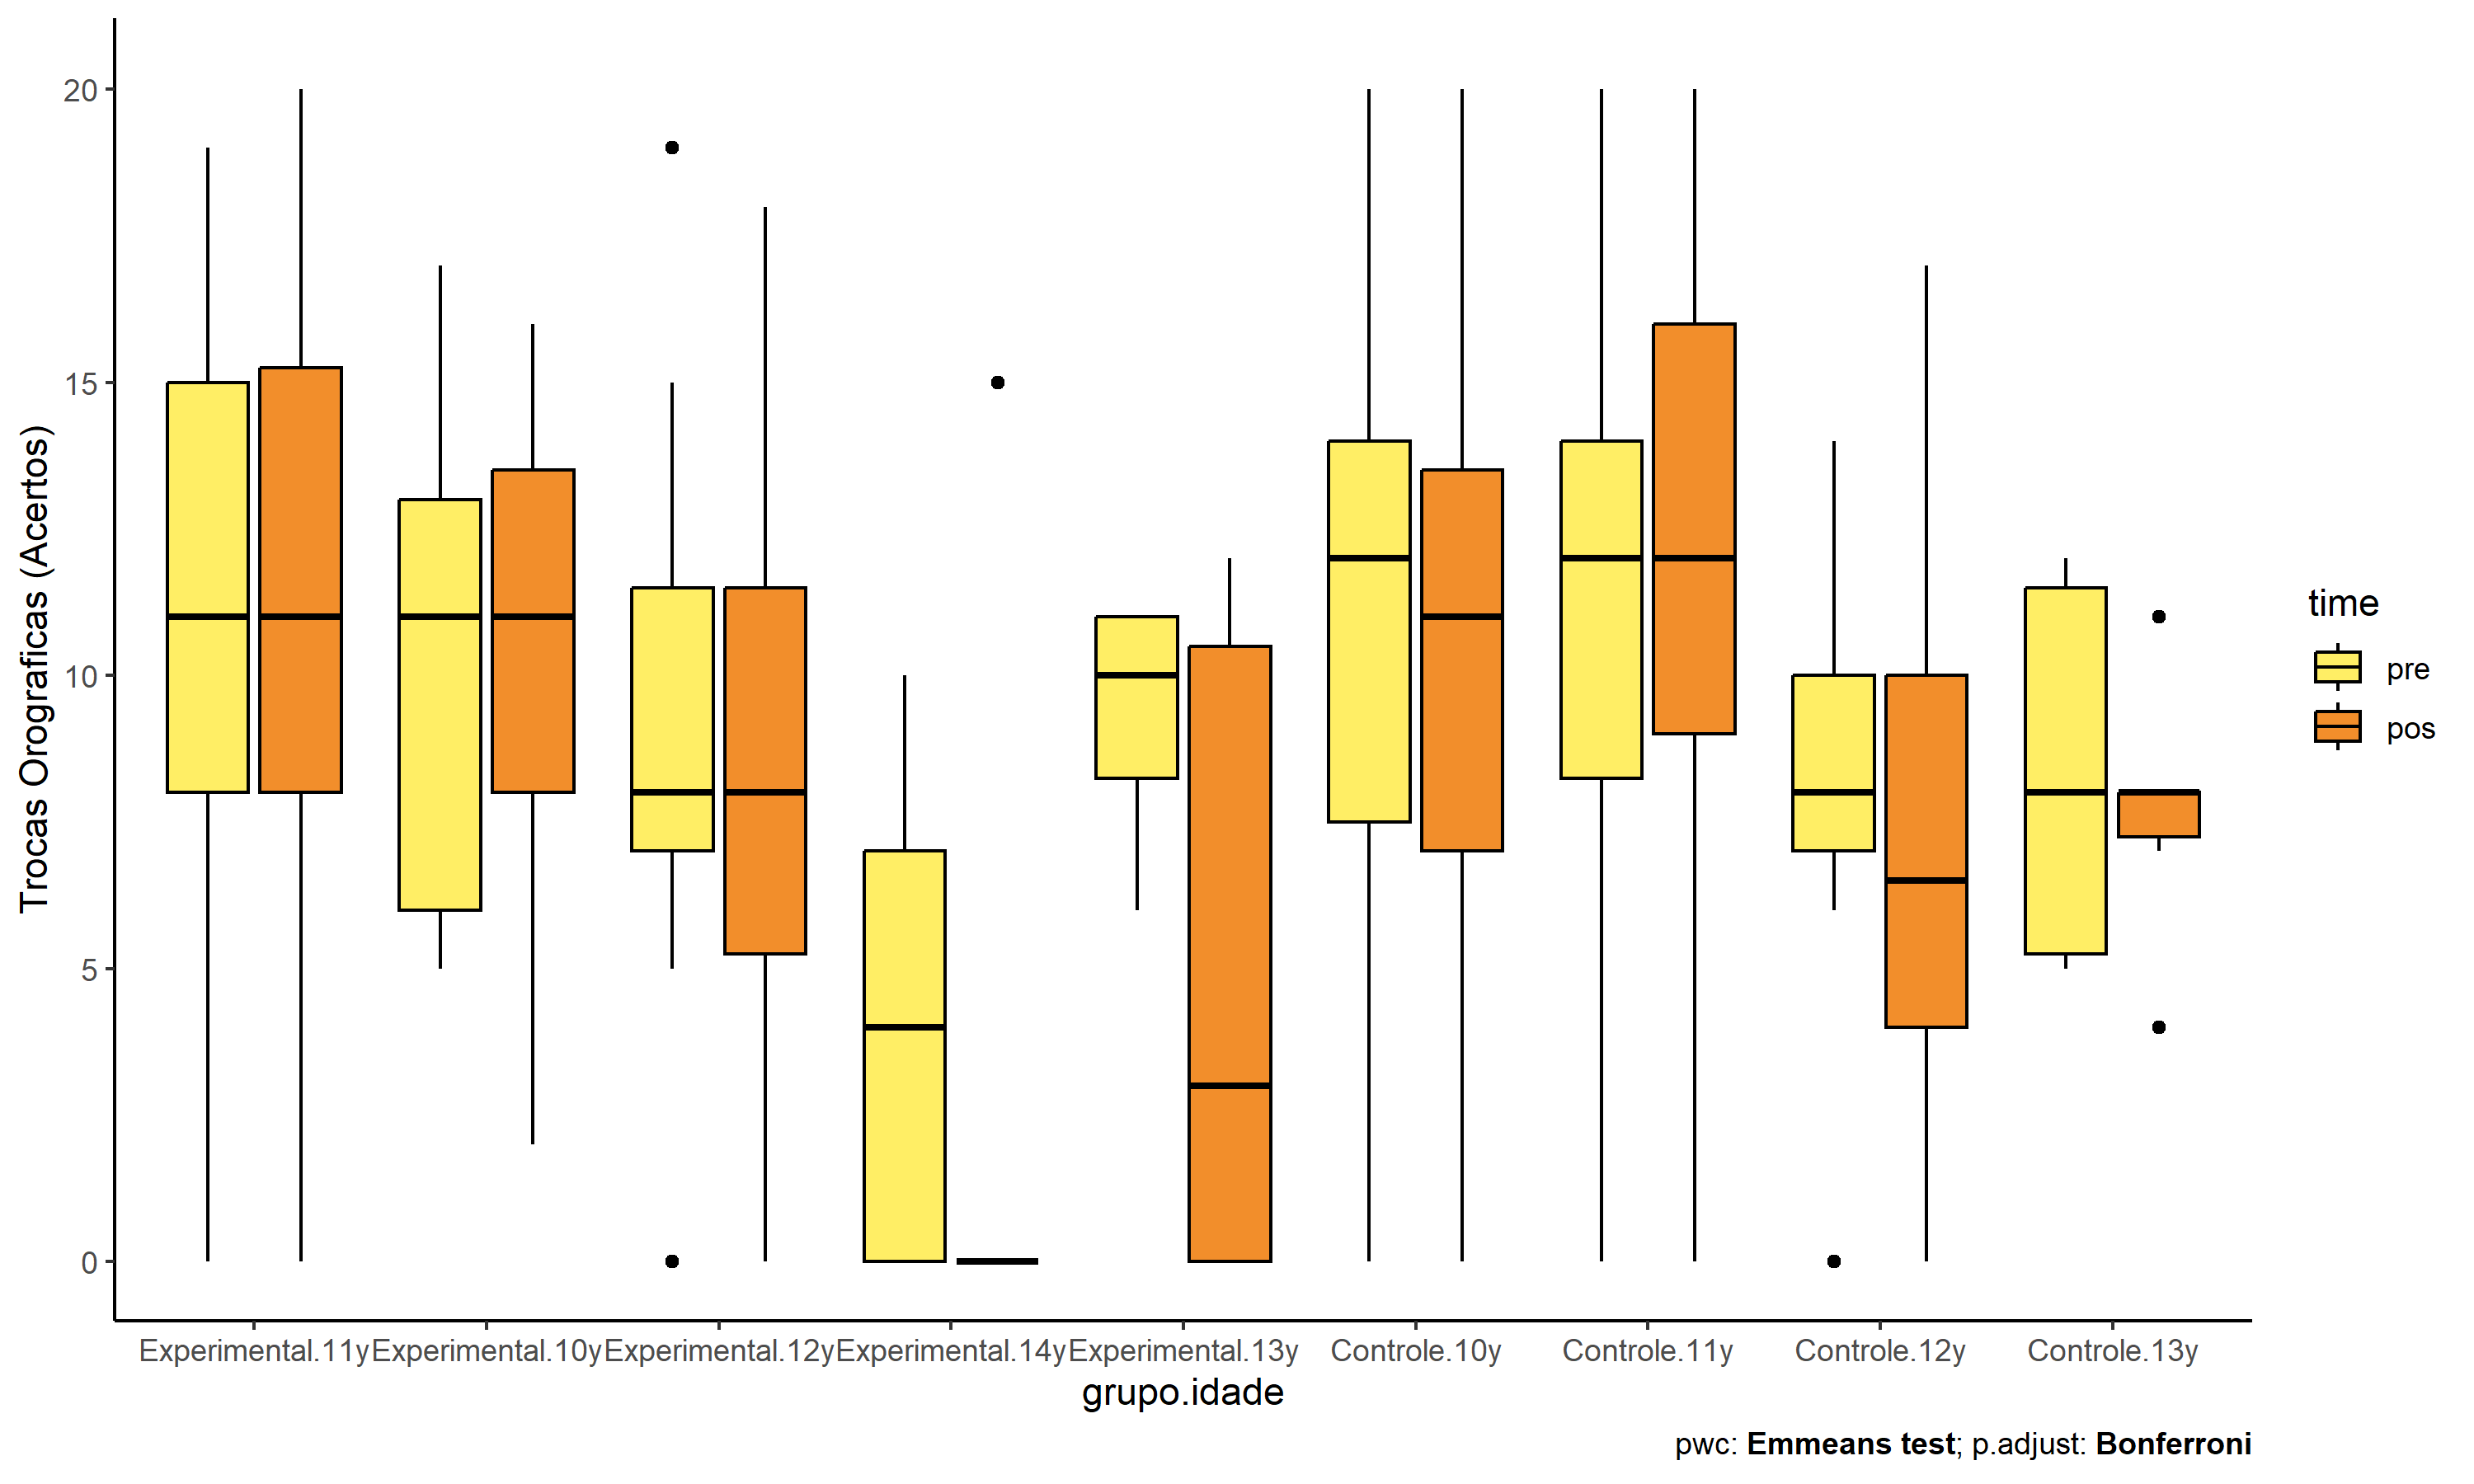 Trocas Orograficas (Acertos)
20
15
10
5
0
Experimental.11y Experimental.10y Experimental.12y Experimental.14y Experimental.13y Controle.10y Controle.11y Controle.12y Controle.13y
grupo.idade
time
pre
pos
pwc: Emmeans test; p.adjust: Bonferroni